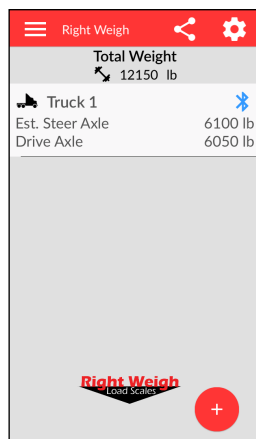 Right Weigh
Total Weight
12150 lb
Truck 1
Est. Steer Axle 6100 lb
Drive Axle 6050 lb
Right Weigh
Load Scales
+